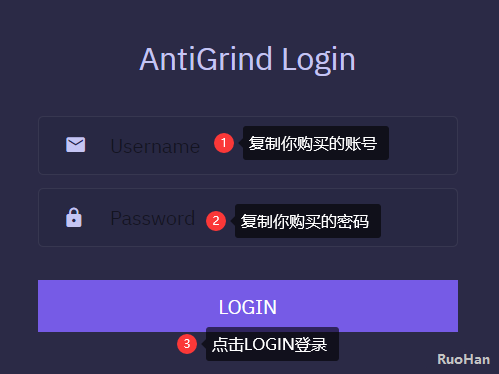 AntiGrind Login
Username 1 复制你购买的账号
Password 2 复制你购买的密码
LOGIN
3 点击LOGIN登录
RuoHan